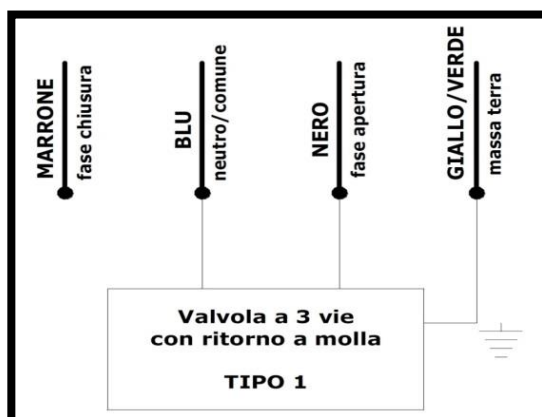 MARRONE
fase chiusura
BLU
neutro/comune
NERO
fase apertura
GIALLO/VERDE
massa terra
Valvola a 3 vie
con ritorno a molla
TIPO 1